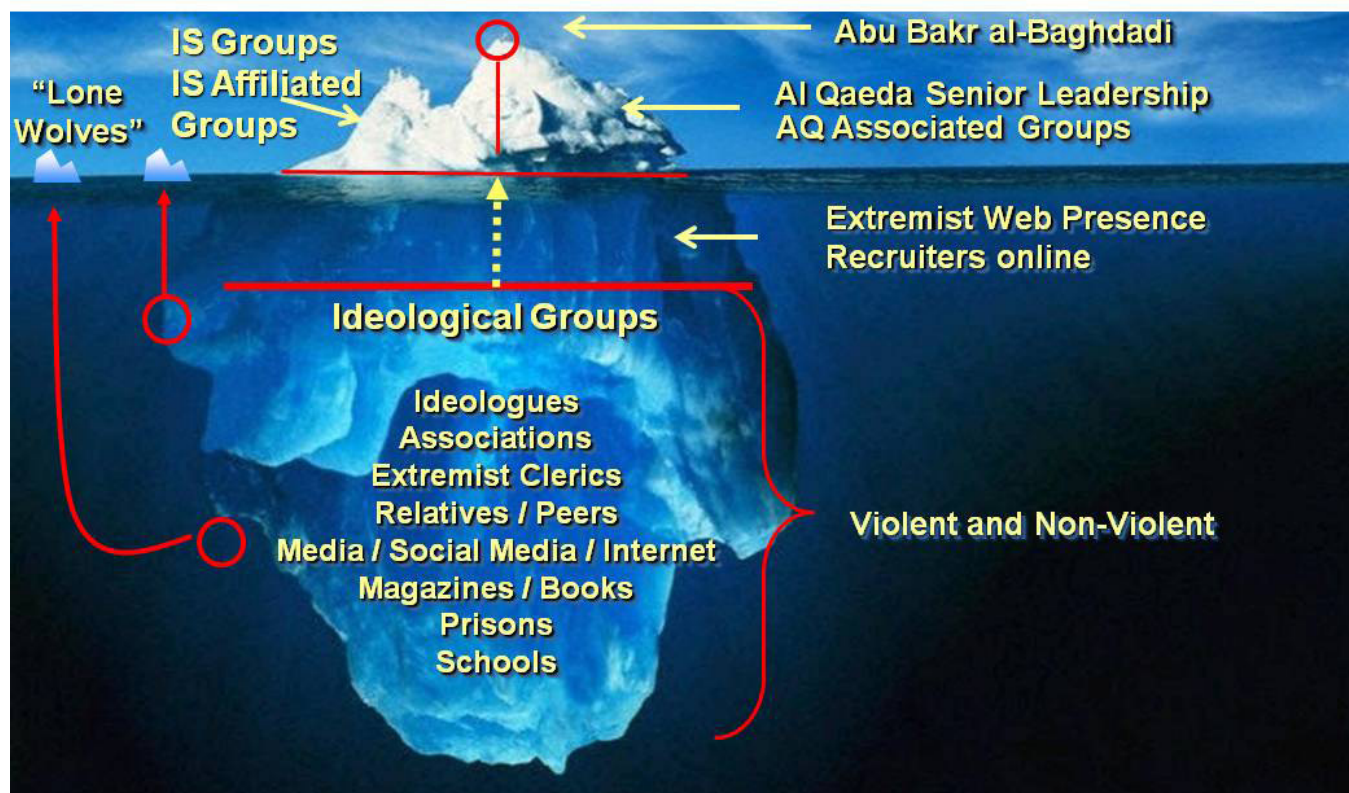 IS Groups
IS Affiliated
Groups
“Lone
Wolves”
Abu Bakr al-Baghdadi
Al Qaeda Senior Leadership
AQ Associated Groups
Extremist Web Presence
Recruiters online
Ideological Groups
Ideologues
Associations
Extremist Clerics
Relatives / Peers
Media / Social Media / Internet
Magazines / Books
Prisons
Schools
Violent and Non-Violent